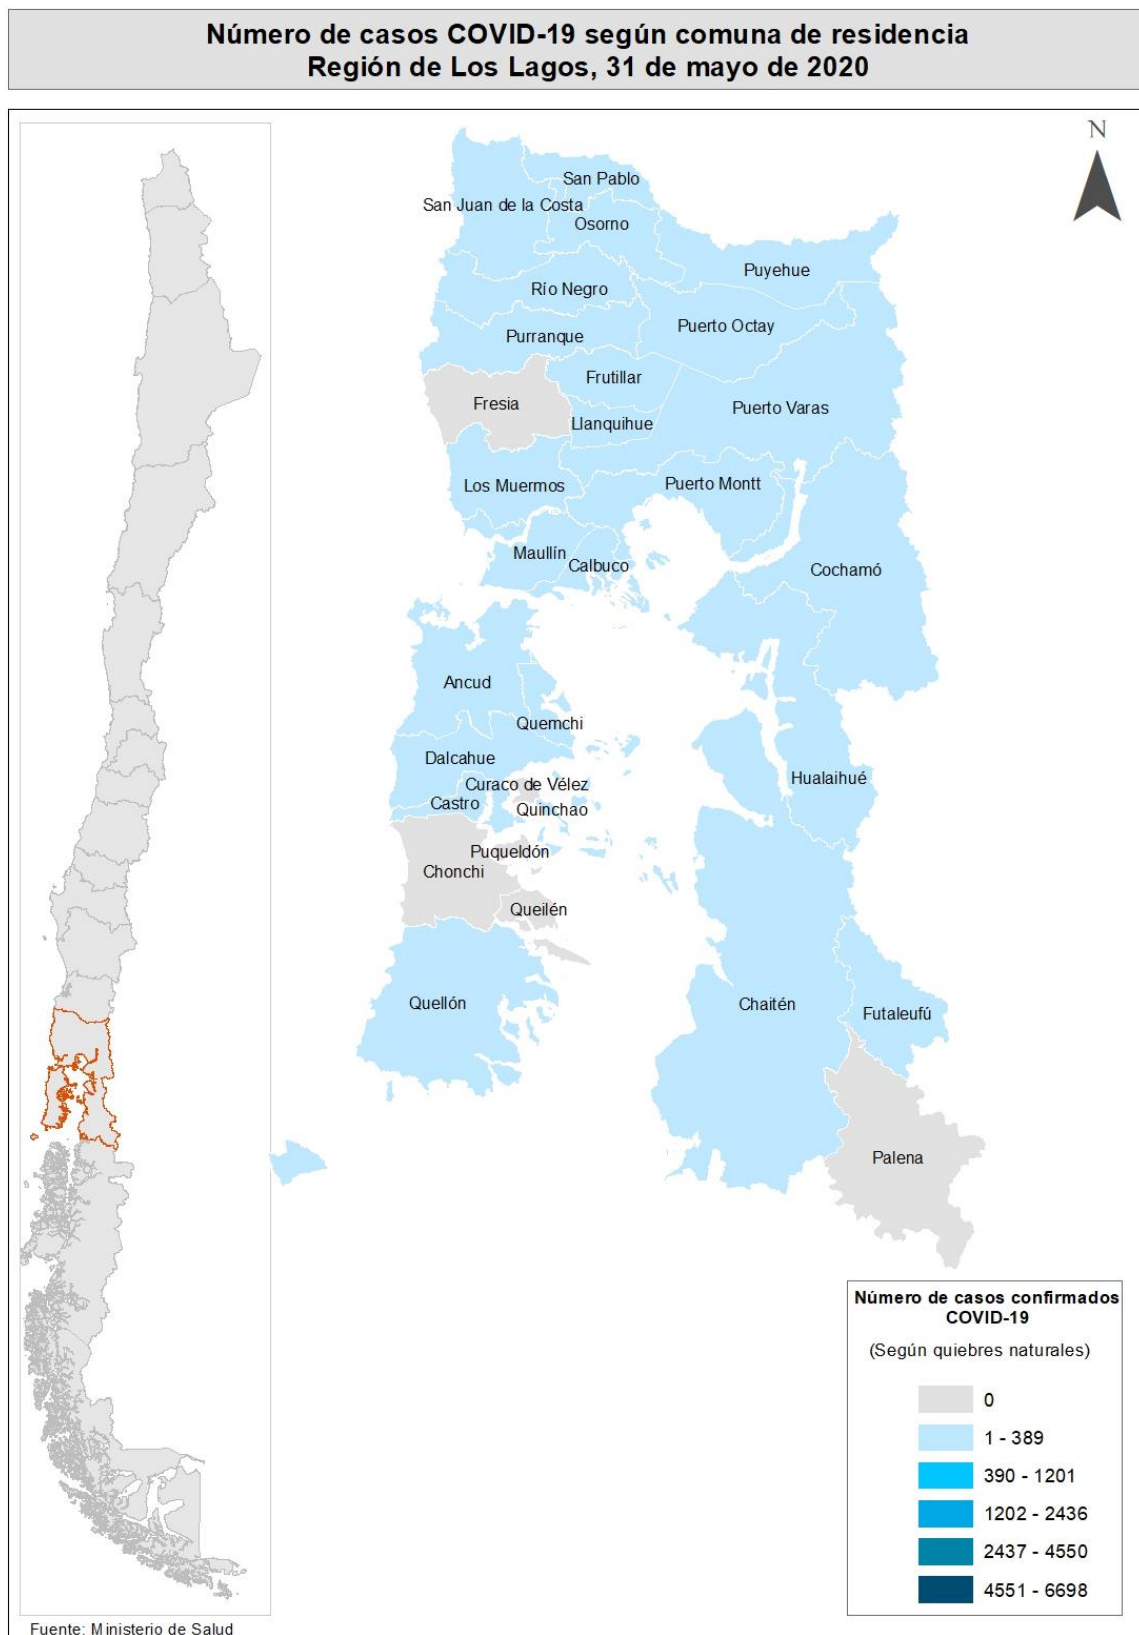 Número de casos COVID-19 según comuna de residencia
Región de Los Lagos, 31 de mayo de 2020
N
San Pablo
San Juan de la Costa
Osorno
Puyehue
Río Negro
Puerto Octay
Purranque
Frutillar
Fresia
Puerto Varas
Llanquihue
Los Muermos
Puerto Montt
Maullín
Calbuco
Cochamó
Ancud
Quemchi
Dalcahue
Hualaihué
Curaco de Vélez
Castro
Quinchao
Puqueldón
Chonchi
Queilén
Quellón
Chaitén
Futaleufú
Palena
Número de casos confirmados
COVID-19
(Según quiebres naturales)
0
1 - 389
390 - 1201
1202 - 2436
2437 - 4550
4551 - 6698
Fuente: Ministerio de Salud